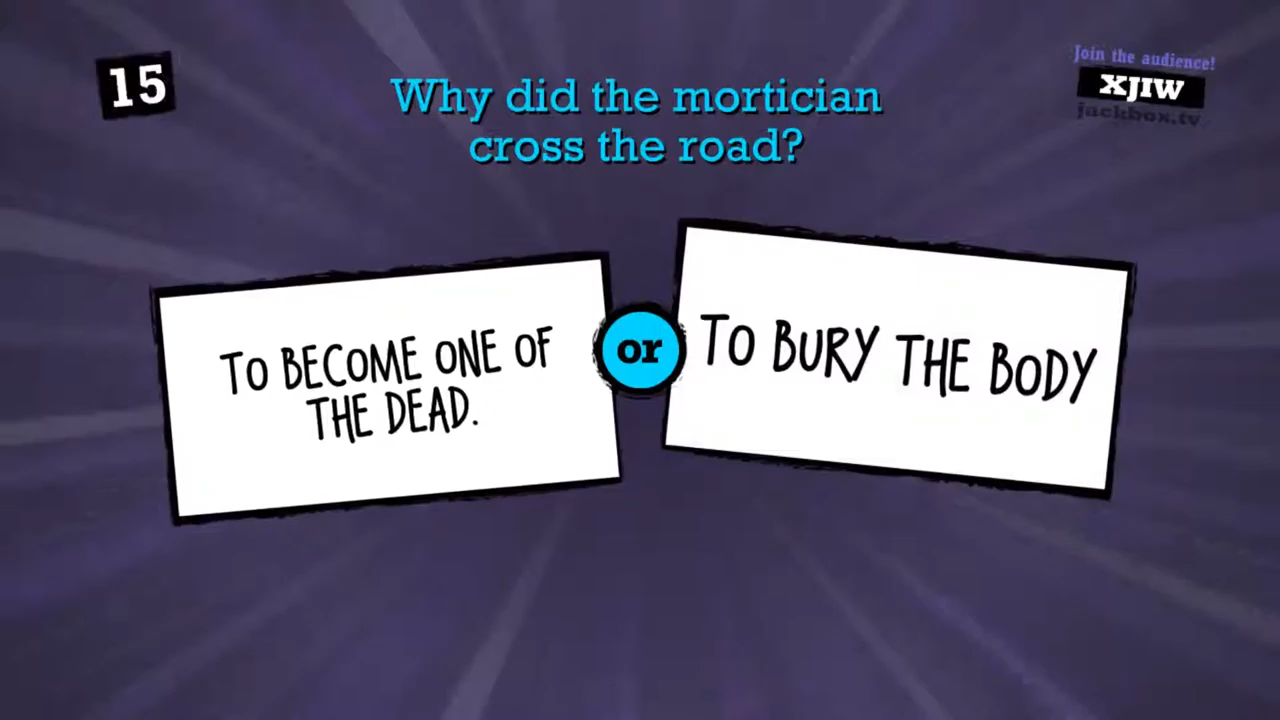 15
Join the audience!
XJIW
jackbox.tv
Why did the mortician
cross the road?
TO BECOME ONE OF
THE DEAD.
or
TO BURY THE BODY